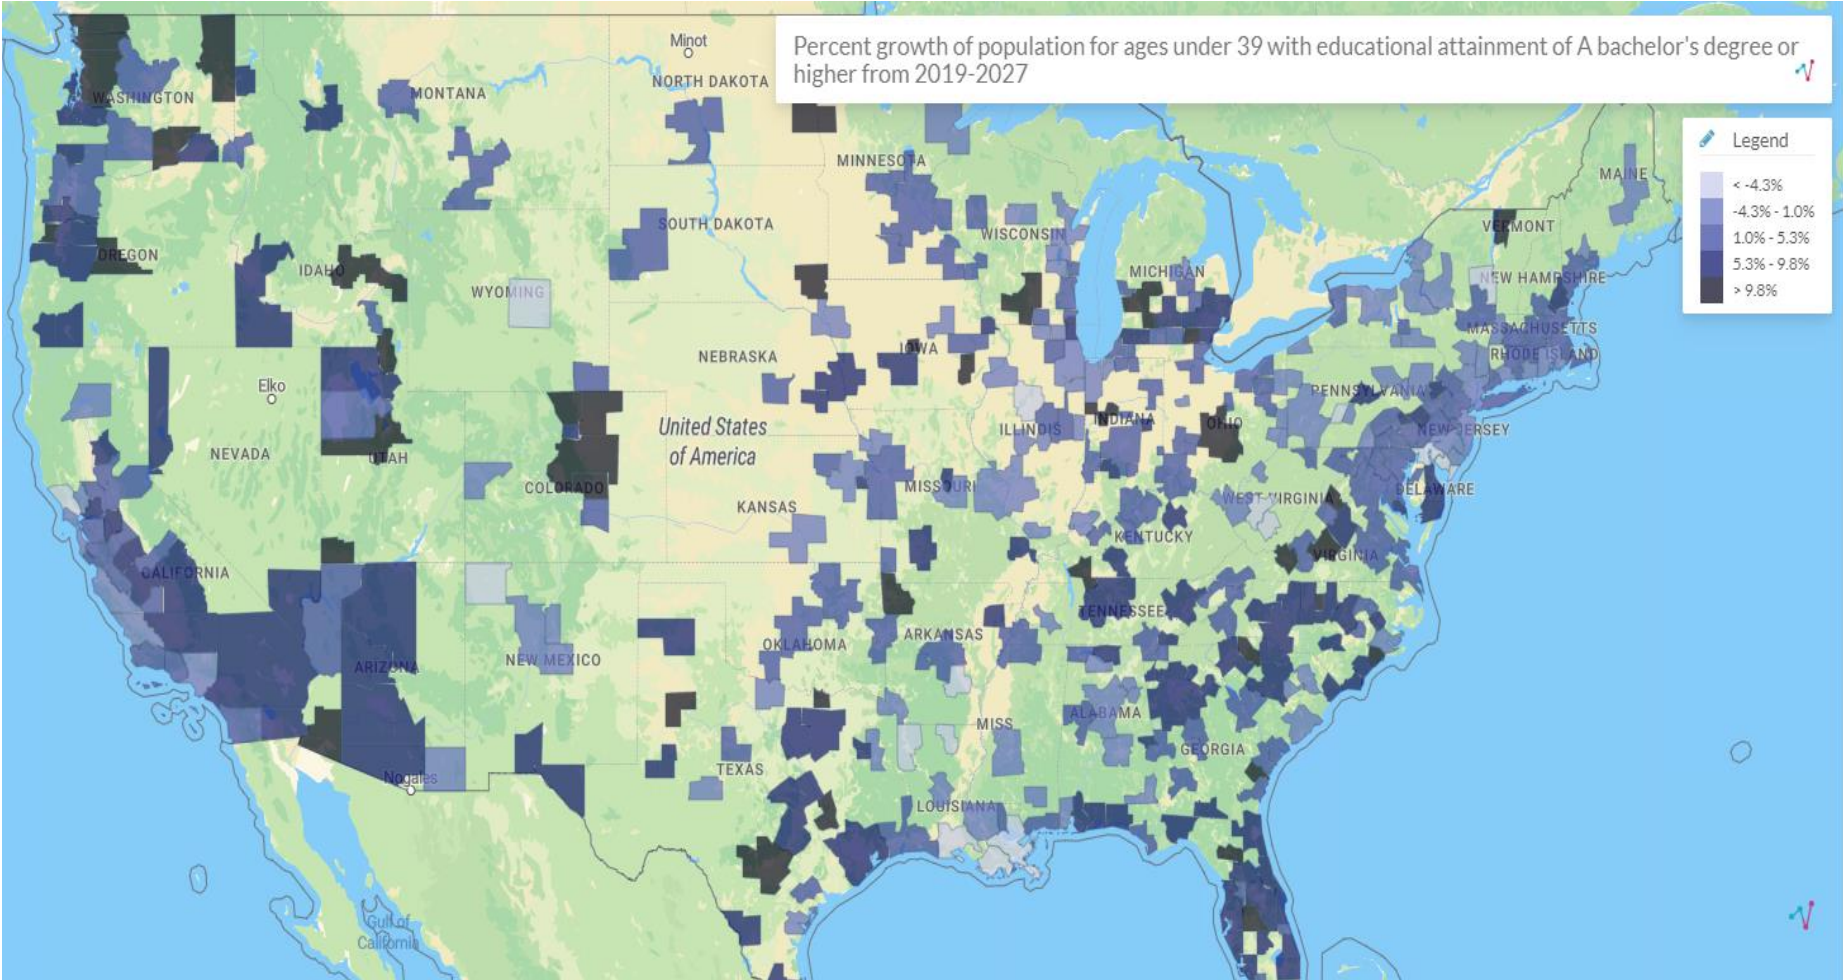 Percent growth of population for ages under 39 with educational attainment of A bachelor's degree or
higher from 2019-2027
Legend
< -4.3%
-4.3% - 1.0%
1.0% - 5.3%
5.3% - 9.8%
> 9.8%
Minot
NORTH DAKOTA
WASHINGTON
MONTANA
MINNESOTA
MAINE
SOUTH DAKOTA
WISCONSIN
VERMONT
OREGON
IDAHO
MICHIGAN
NEW HAMPSHIRE
WYOMING
MASSACHUSETTS
IOWA
RHODE ISLAND
NEBRASKA
Elko
PENNSYLVANIA
United States
of America
ILLINOIS
INDIANA
OHIO
NEW JERSEY
NEVADA
UTAH
COLORADO
MISSOURI
WEST VIRGINIA
DELAWARE
KANSAS
KENTUCKY
VIRGINIA
CALIFORNIA
TENNESSEE
OKLAHOMA
ARKANSAS
ARIZONA
NEW MEXICO
MISS
ALABAMA
GEORGIA
TEXAS
Nogales
LOUISIANA
Gulf of
California